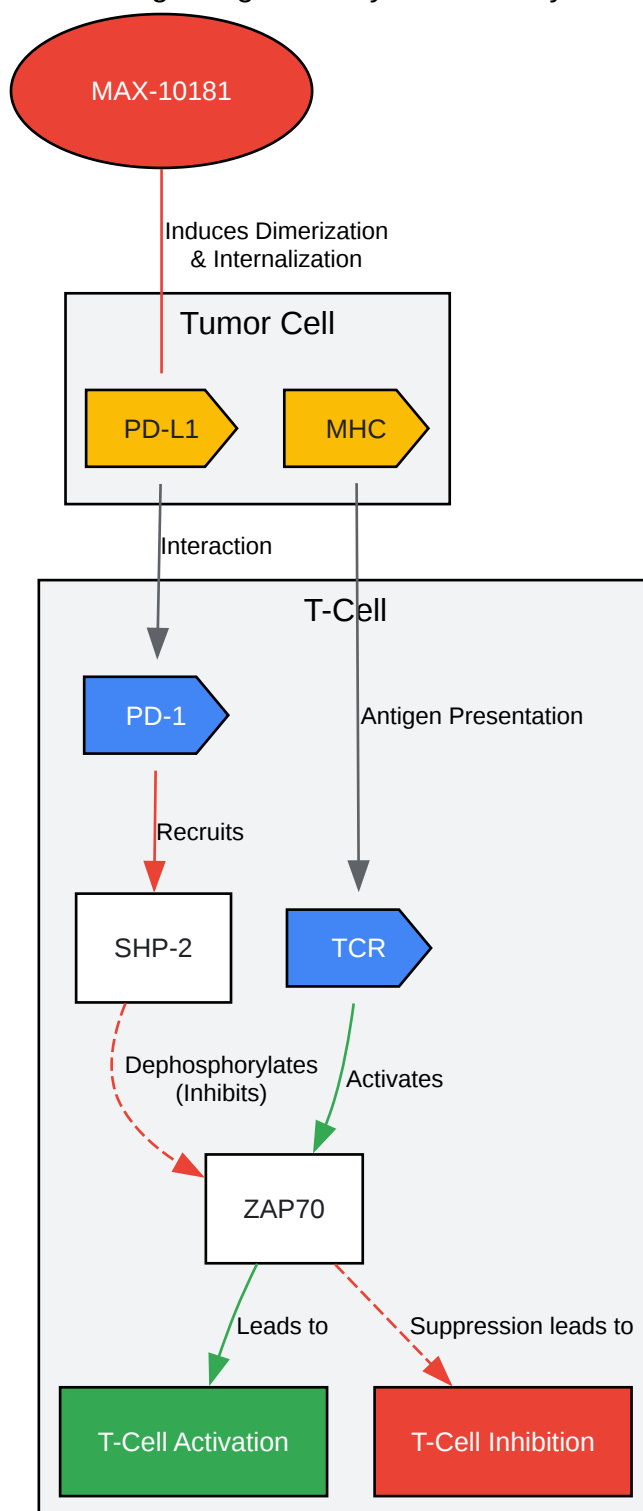 MAX-10181
Induces Dimerization
& Internalization
Tumor Cell
PD-L1
MHC
Interaction
T-Cell
PD-1
Antigen Presentation
Recruits
SHP-2
TCR
Dephosphorylates
(Inhibits)
Activates
ZAP70
Leads to
Suppression leads to
T-Cell Activation
T-Cell Inhibition